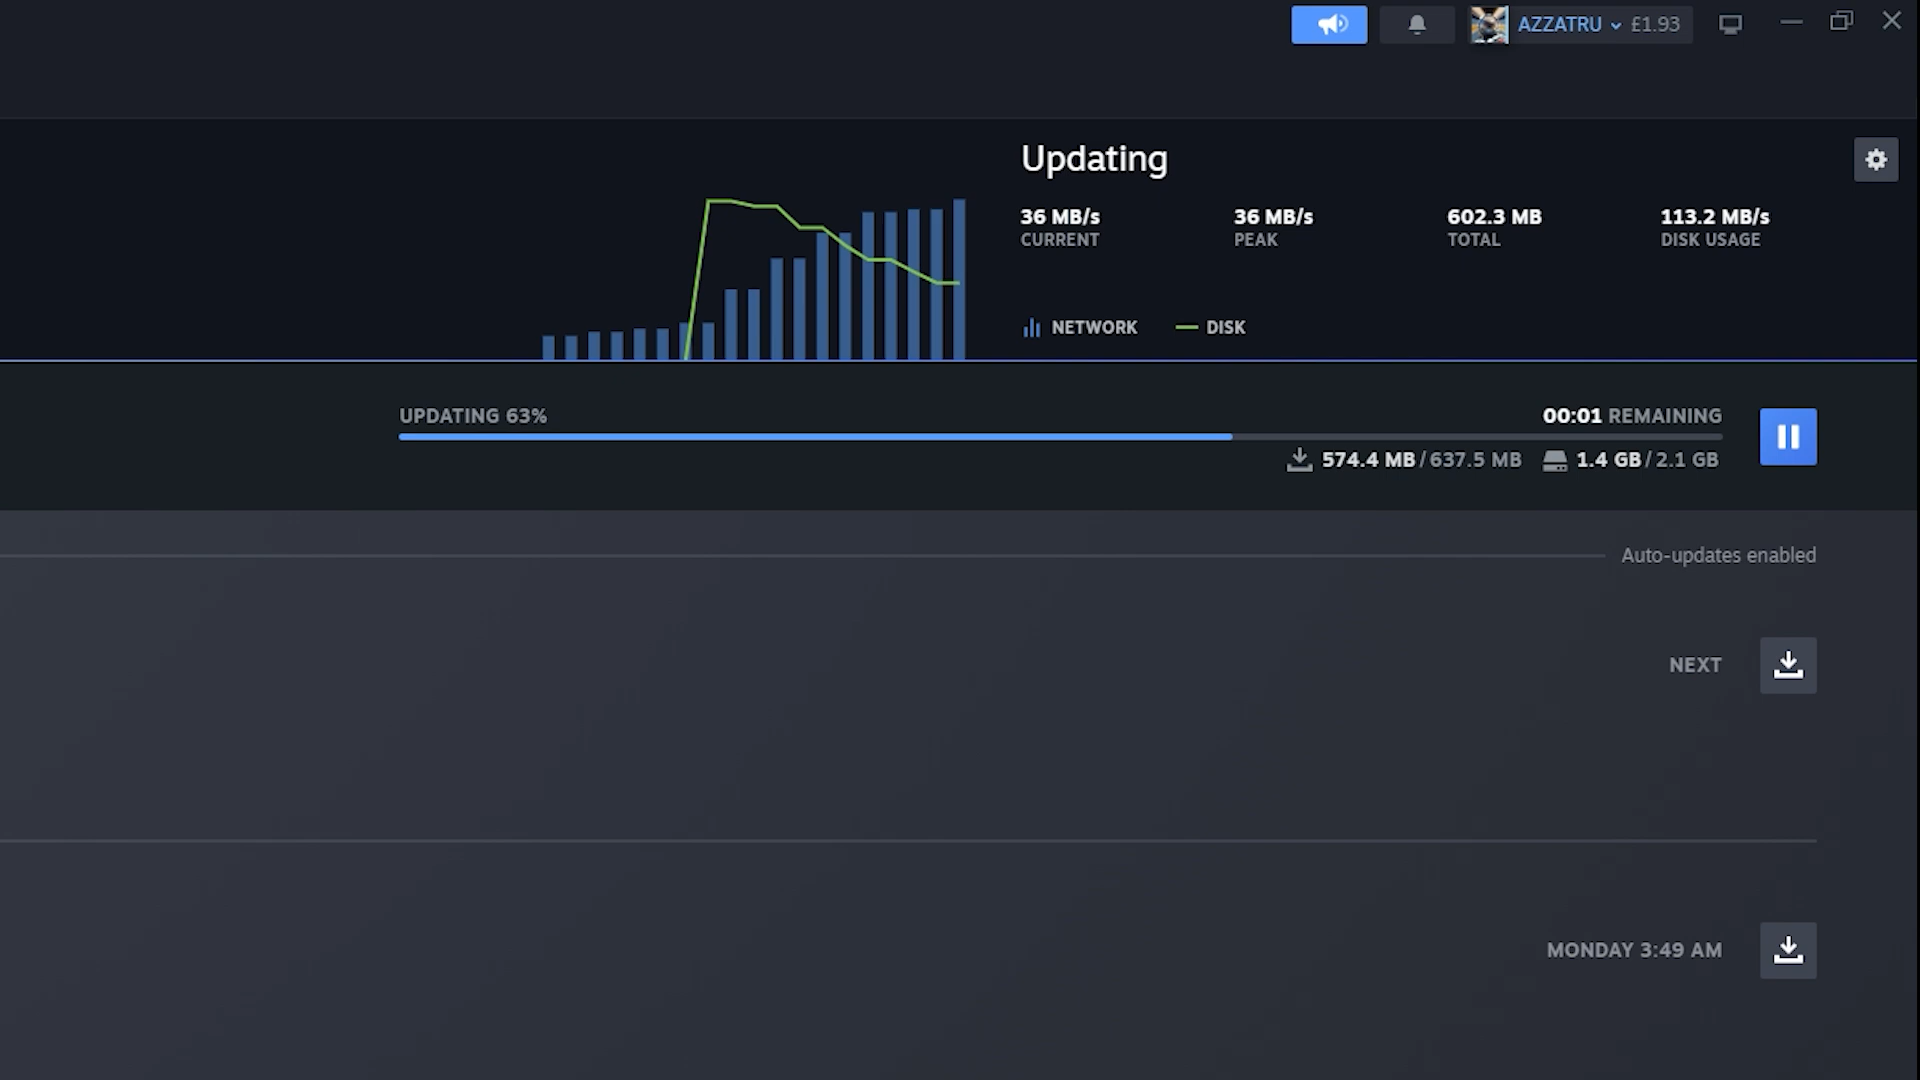 AZZATRU £1.93
Updating
36 MB/s 36 MB/s 602.3 MB 113.2 MB/s
CURRENT PEAK TOTAL DISK USAGE
NETWORK DISK
UPDATING 63% 00:01 REMAINING
574.4 MB/637.5 MB 1.4 GB/2.1 GB
Auto-updates enabled
NEXT
MONDAY 3:49 AM